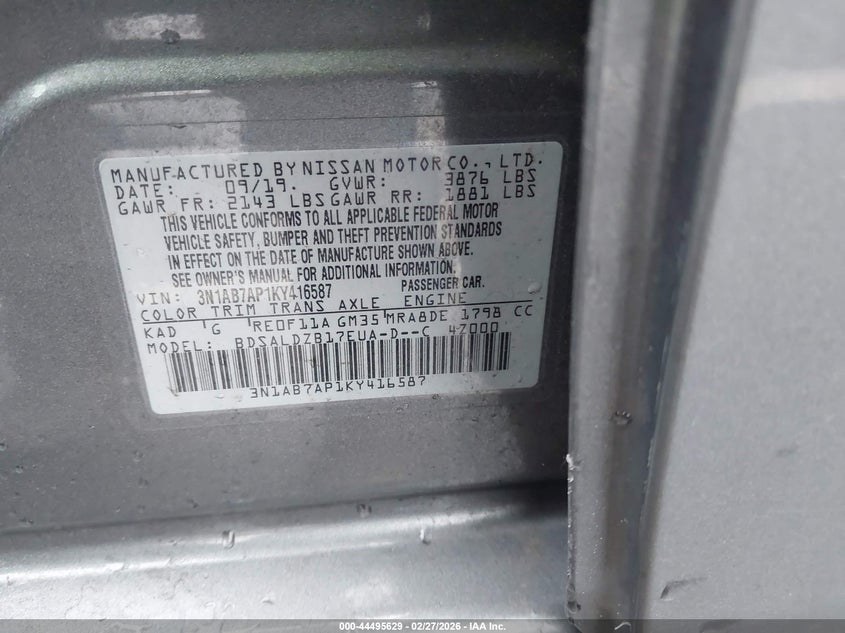 MANUFACTURED BY NISSAN MOTOR CO., LTD.
DATE: 09/19. GVWR: 3876 LBS
GAWR FR: 2143 LBS GAWR RR: 1881 LBS
THIS VEHICLE CONFORMS TO ALL APPLICABLE FEDERAL MOTOR
VEHICLE SAFETY, BUMPER AND THEFT PREVENTION STANDARDS
IN EFFECT ON THE DATE OF MANUFACTURE SHOWN ABOVE.
SEE OWNER'S MANUAL FOR ADDITIONAL INFORMATION.
VIN: 3N1AB7AP1KY416587 PASSENGER CAR.
COLOR TRIM TRANS AXLE ENGINE
KAD G RE0F11A GM35 MRA8DE 1798 CC
MODEL: BDSALDZB17EUA-D--C 4Z000
3N1AB7AP1KY416587
000-44495629 - 02/27/2026 - IAA Inc.